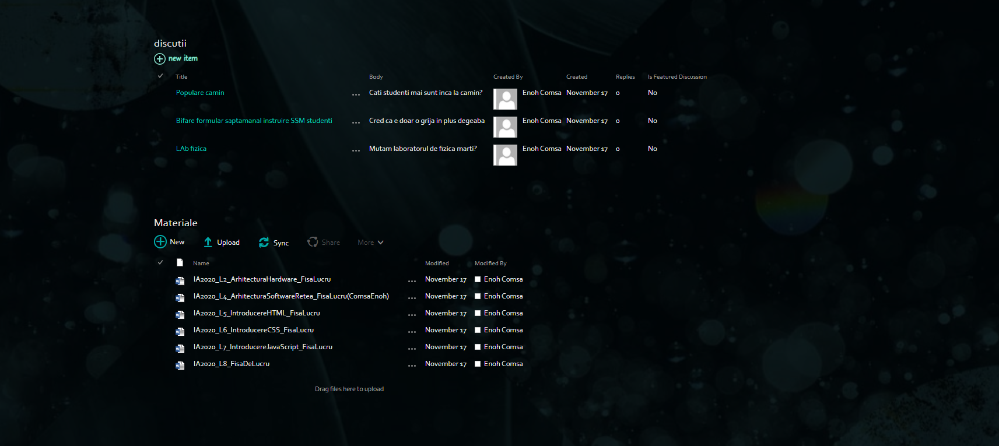 discutii
new item
Title Body Created By Created Replies Is Featured Discussion
Populare camin ... Cati studenti mai sunt inca la camin? Enoh Comsa November 17 0 No
Bifare formular saptamanal instruire SSM studenti ... Cred ca e doar o grija in plus degeaba Enoh Comsa November 17 0 No
LAb fizica ... Mutam laboratorul de fizica marti? Enoh Comsa November 17 0 No
Materiale
New Upload Sync Share More
Name Modified Modified By
IA2020_L2_ArhitecturaHardware_FisaLucru ... November 17 Enoh Comsa
IA2020_L4_ArhitecturaSoftwareRetea_FisaLucru(ComsaEnoh) ... November 17 Enoh Comsa
IA2020_L5_IntroducereHTML_FisaLucru ... November 17 Enoh Comsa
IA2020_L6_IntroducereCSS_FisaLucru ... November 17 Enoh Comsa
IA2020_L7_IntroducereJavaScript_FisaLucru ... November 17 Enoh Comsa
IA2020_L8_FisaDeLucru ... November 17 Enoh Comsa
Drag files here to upload